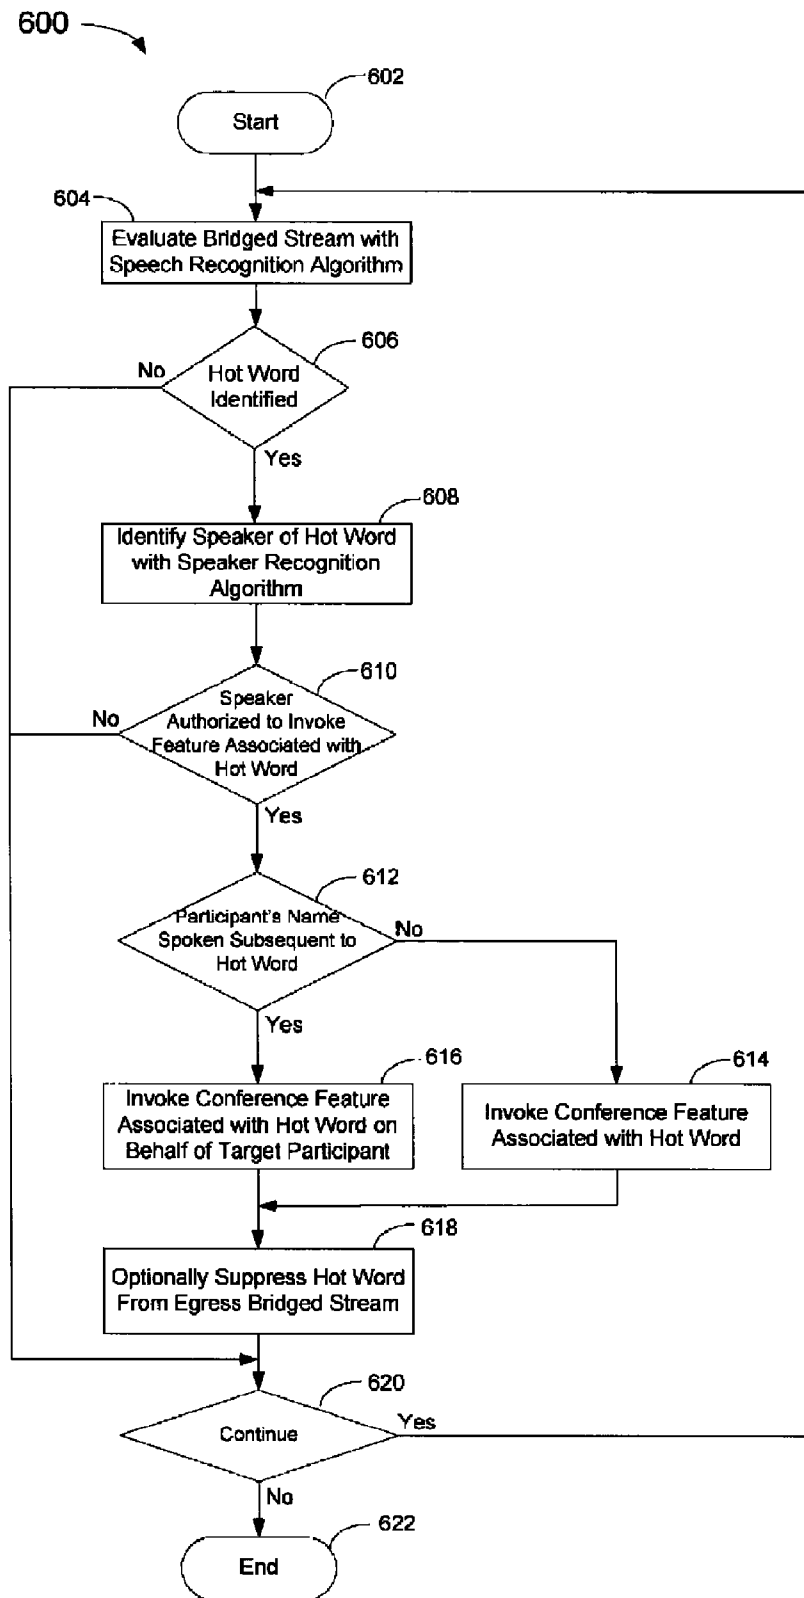 600
602
Start
604
Evaluate Bridged Stream with
Speech Recognition Algorithm
606
No
Hot Word
Identified
Yes
608
Identify Speaker of Hot Word
with Speaker Recognition
Algorithm
610
No
Speaker
Authorized to Invoke
Feature Associated with
Hot Word
Yes
612
Participant's Name
Spoken Subsequent to
Hot Word
No
Yes
616
Invoke Conference Feature
Associated with Hot Word on
Behalf of Target Participant
614
Invoke Conference Feature
Associated with Hot Word
618
Optionally Suppress Hot Word
From Egress Bridged Stream
620
Continue
Yes
No
622
End